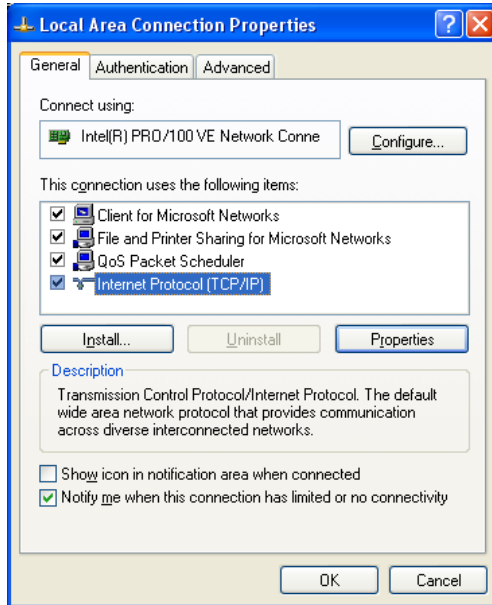 Local Area Connection Properties
General Authentication Advanced
Connect using:
Intel(R) PRO/100 VE Network Conne Configure...
This connection uses the following items:
Client for Microsoft Networks
File and Printer Sharing for Microsoft Networks
QoS Packet Scheduler
Internet Protocol (TCP/IP)
Install... Uninstall Properties
Description
Transmission Control Protocol/Internet Protocol. The default
wide area network protocol that provides communication
across diverse interconnected networks.
Show icon in notification area when connected
Notify me when this connection has limited or no connectivity
OK Cancel